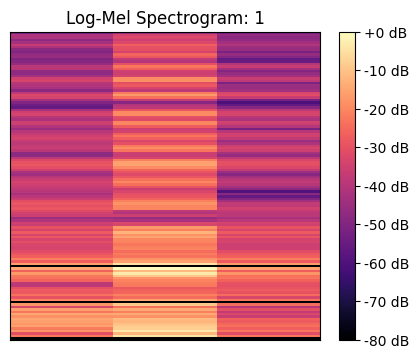 Log-Mel Spectrogram: 1
+0 dB
-10 dB
-20 dB
-30 dB
-40 dB
-50 dB
-60 dB
-70 dB
-80 dB